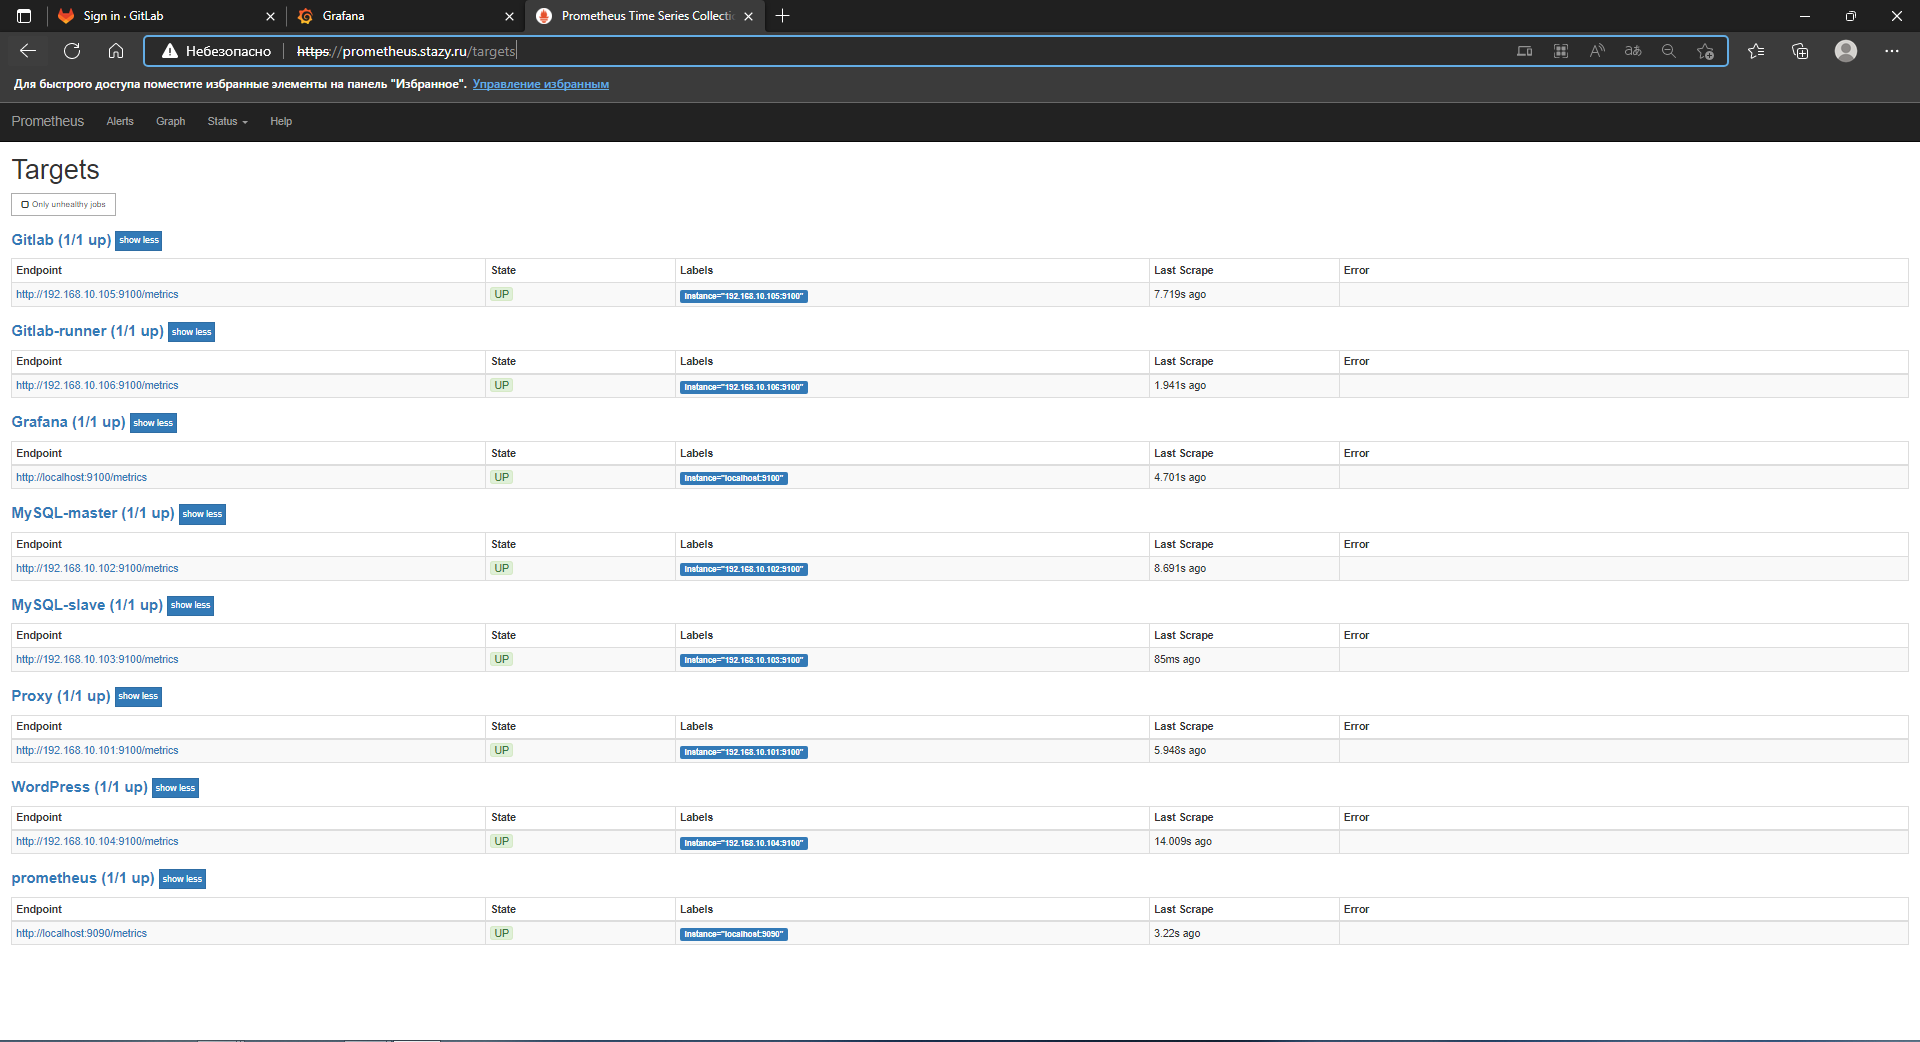 Sign in · GitLab
Grafana
Prometheus Time Series Collecti
Небезопасно
https://prometheus.stazy.ru/targets
Для быстрого доступа поместите избранные элементы на панель "Избранное". Управление избранным
Prometheus Alerts Graph Status Help
Targets
Only unhealthy jobs
Gitlab (1/1 up) show less
Endpoint State Labels Last Scrape Error
http://192.168.10.105:9100/metrics UP instance="192.168.10.105:9100" 7.719s ago
Gitlab-runner (1/1 up) show less
Endpoint State Labels Last Scrape Error
http://192.168.10.106:9100/metrics UP instance="192.168.10.106:9100" 1.941s ago
Grafana (1/1 up) show less
Endpoint State Labels Last Scrape Error
http://localhost:9100/metrics UP instance="localhost:9100" 4.701s ago
MySQL-master (1/1 up) show less
Endpoint State Labels Last Scrape Error
http://192.168.10.102:9100/metrics UP instance="192.168.10.102:9100" 8.691s ago
MySQL-slave (1/1 up) show less
Endpoint State Labels Last Scrape Error
http://192.168.10.103:9100/metrics UP instance="192.168.10.103:9100" 85ms ago
Proxy (1/1 up) show less
Endpoint State Labels Last Scrape Error
http://192.168.10.101:9100/metrics UP instance="192.168.10.101:9100" 5.948s ago
WordPress (1/1 up) show less
Endpoint State Labels Last Scrape Error
http://192.168.10.104:9100/metrics UP instance="192.168.10.104:9100" 14.009s ago
prometheus (1/1 up) show less
Endpoint State Labels Last Scrape Error
http://localhost:9090/metrics UP instance="localhost:9090" 3.22s ago